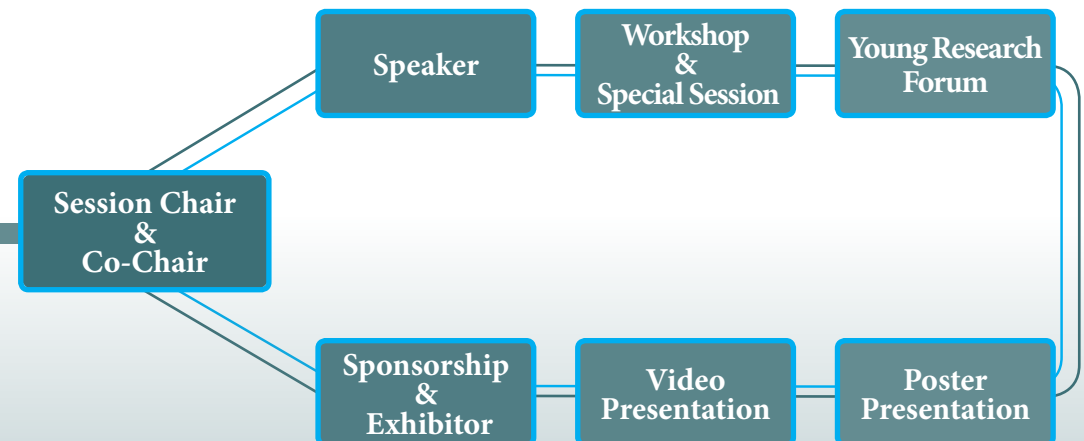 Speaker
Workshop
&
Special Session
Young Research
Forum
Session Chair
&
Co-Chair
Sponsorship
&
Exhibitor
Video
Presentation
Poster
Presentation